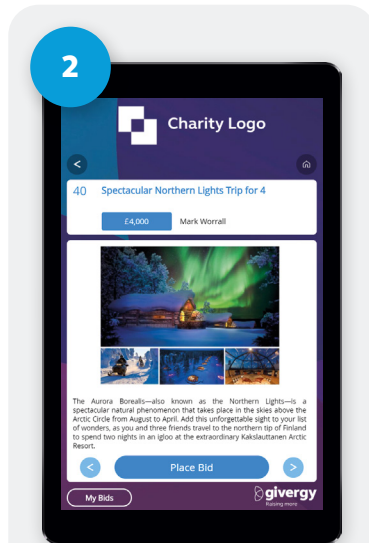 2
Charity Logo
<
40 Spectacular Northern Lights Trip for 4
£4,000 Mark Worrall
The Aurora Borealis—also known as the Northern Lights—is a
spectacular natural phenomenon that takes place in the skies above the
Arctic Circle from August to April. Add this unforgettable sight to your list
of wonders, as you and three friends travel to the northern tip of Finland
to spend two nights in an igloo at the extraordinary Kakslauttanen Arctic
Resort.
< Place Bid >
My Bids givergy
Raising more